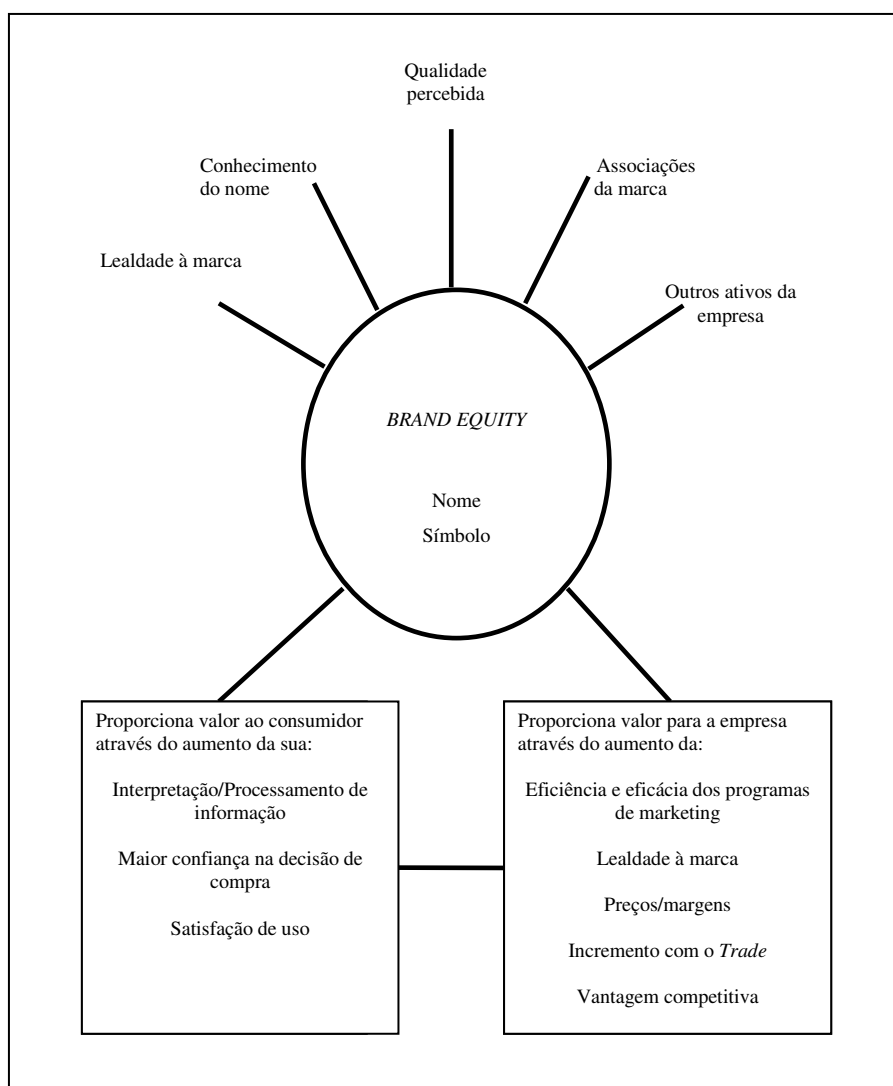 Qualidade
percebida
Conhecimento
do nome
Associações
da marca
Lealdade à marca
Outros ativos da
empresa
BRAND EQUITY
Nome
Símbolo
Proporciona valor ao consumidor
através do aumento da sua:
Interpretação/Processamento de
informação
Maior confiança na decisão de
compra
Satisfação de uso
Proporciona valor para a empresa
através do aumento da:
Eficiência e eficácia dos programas
de marketing
Lealdade à marca
Preços/margens
Incremento com o Trade
Vantagem competitiva